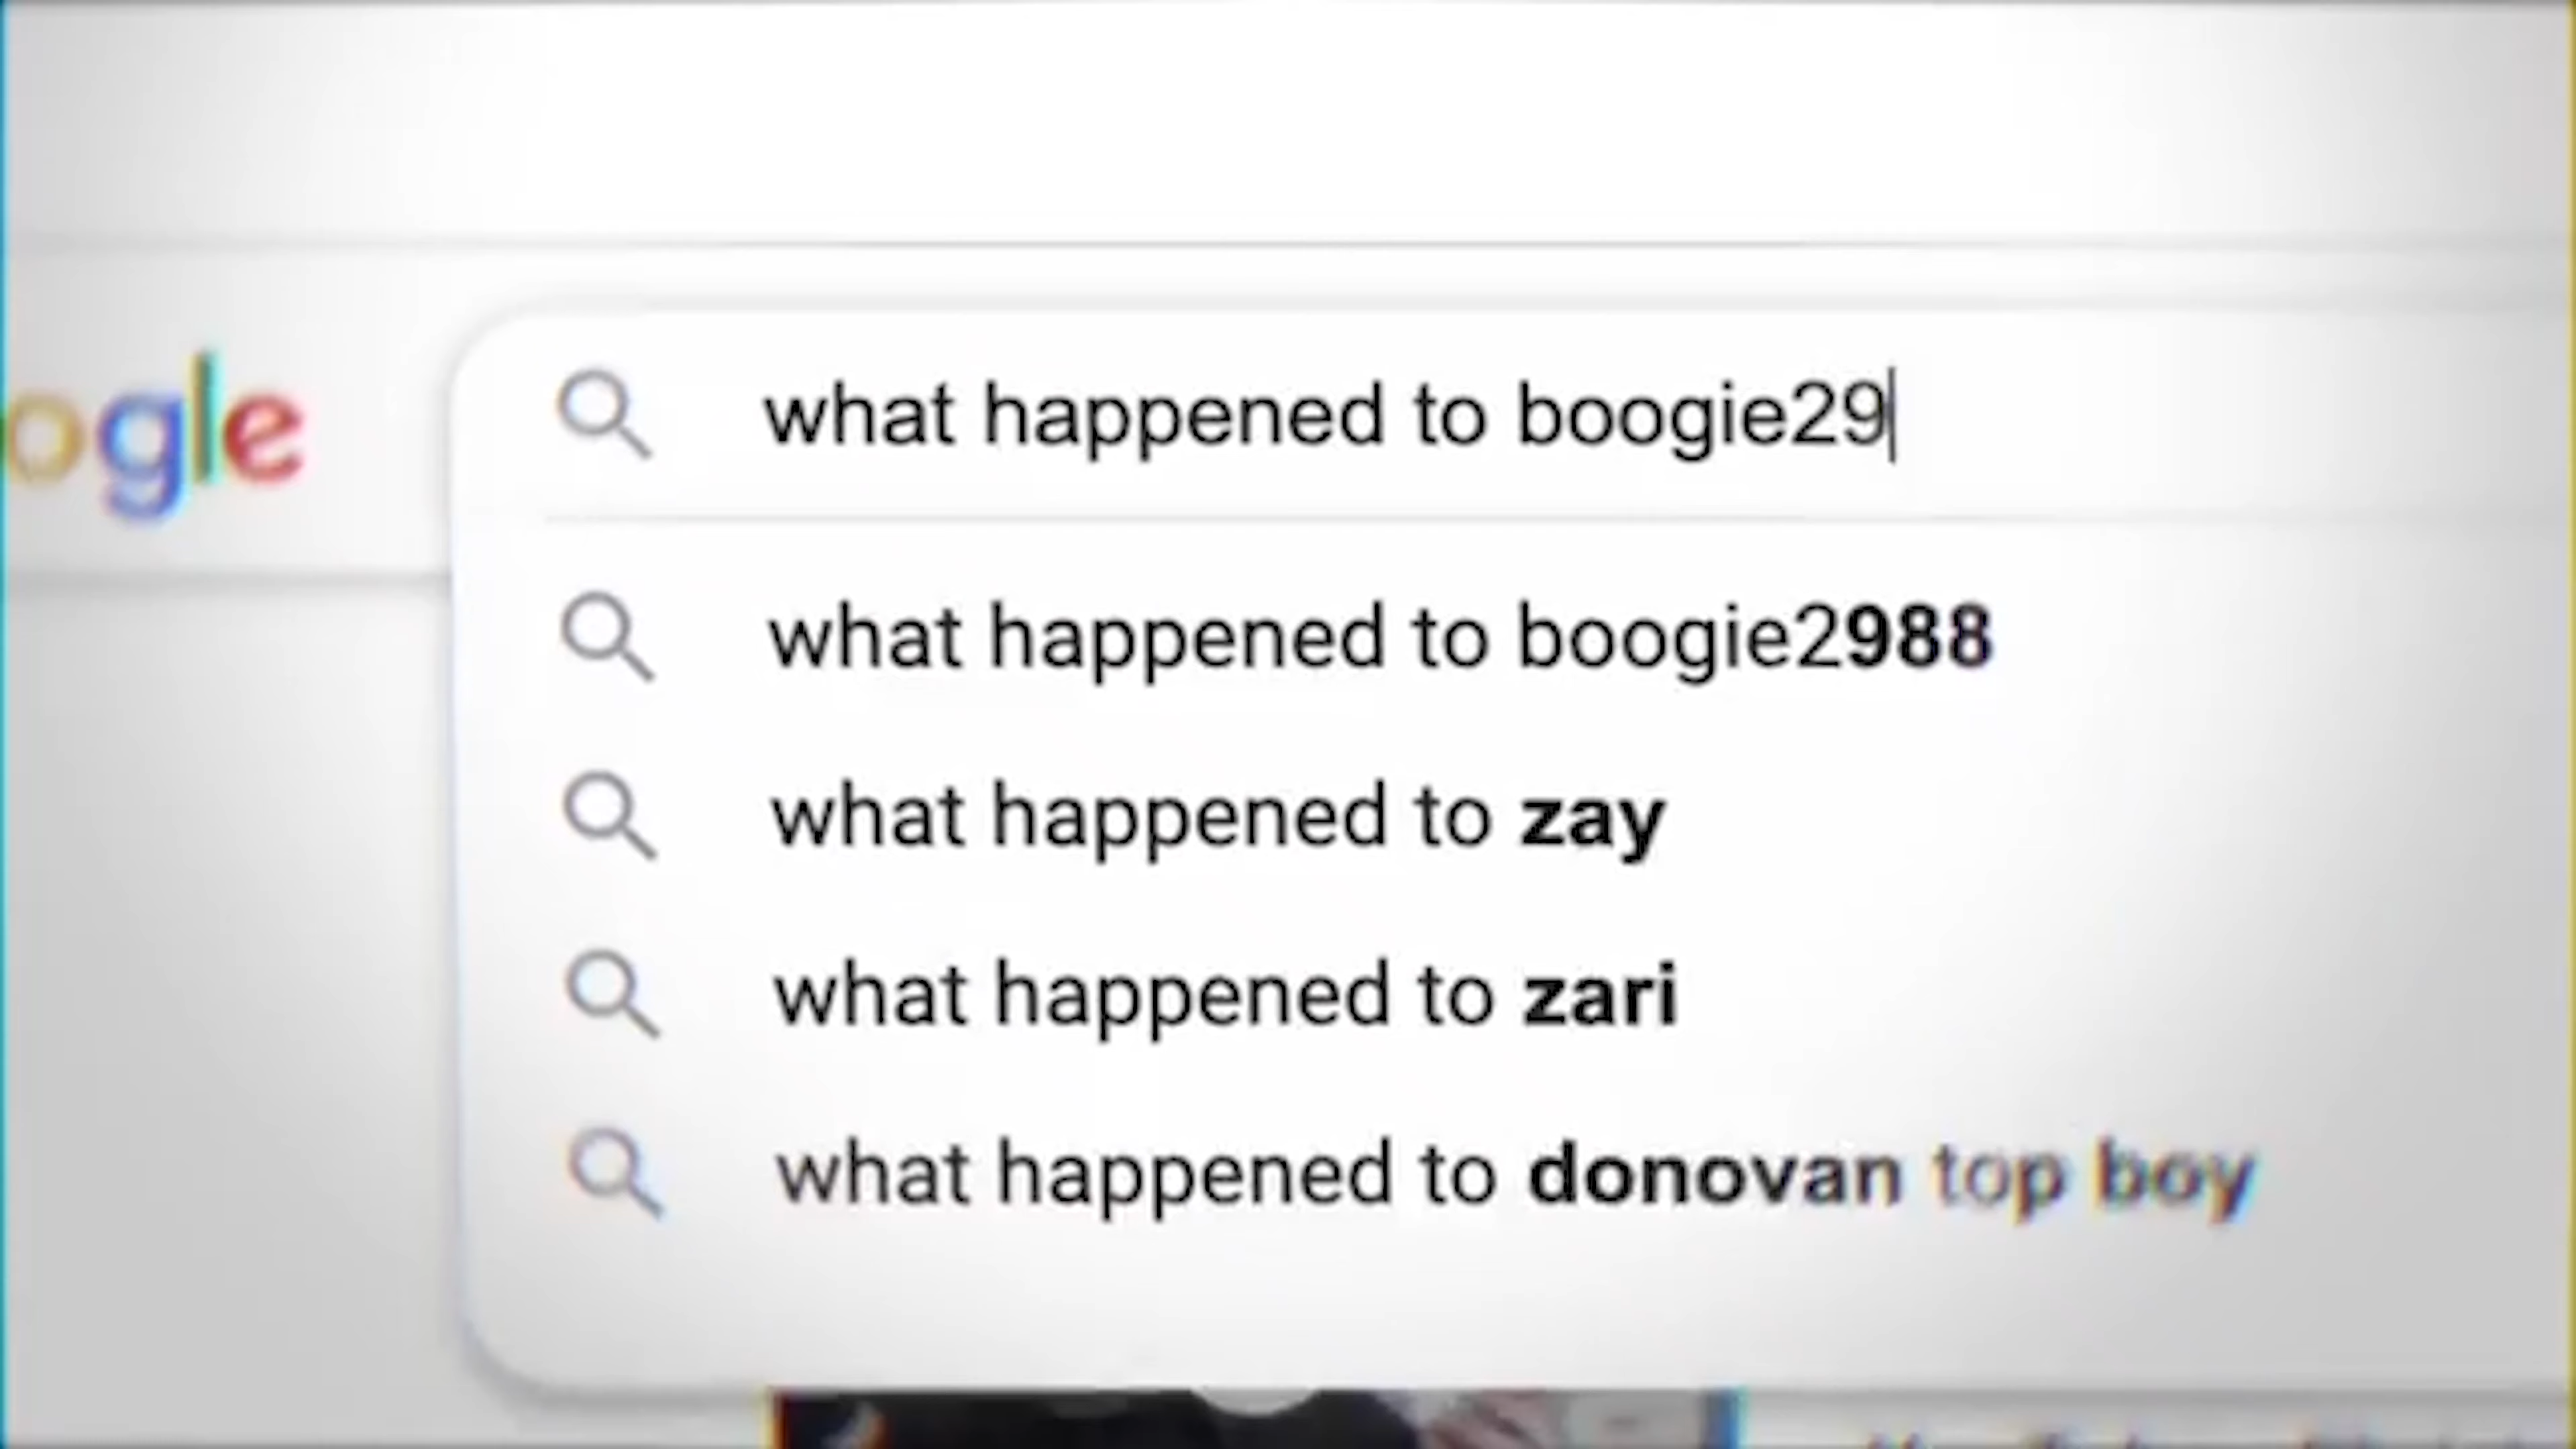 ogle
what happened to boogie29
what happened to boogie2988
what happened to zay
what happened to zari
what happened to donovan top boy